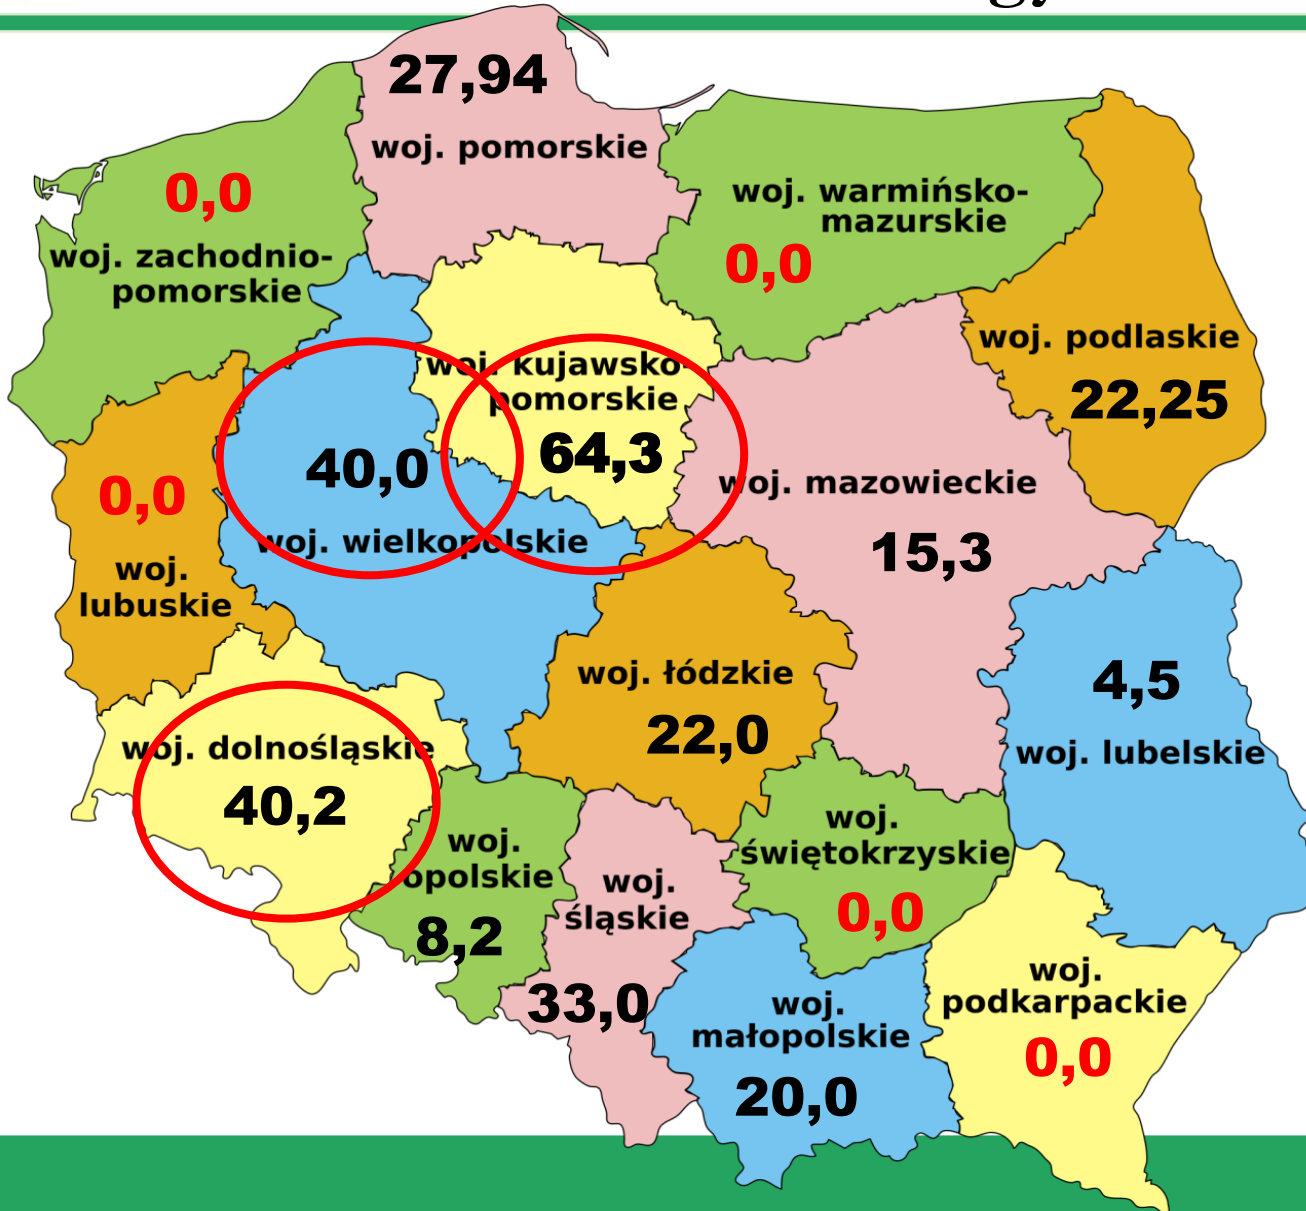 gy
27,94
woj. pomorskie
0,0
woj. zachodnio-
pomorskie
woj. warmińsko-
mazurskie
0,0
woj. podlaskie
22,25
woj. kujawsko-
pomorskie
64,3
40,0
woj. wielkopolskie
0,0
woj.
lubuskie
woj. mazowieckie
15,3
4,5
woj. lubelskie
woj. łódzkie
22,0
woj. dolnośląskie
40,2
woj.
opolskie
8,2
woj.
śląskie
33,0
woj.
świętokrzyskie
0,0
woj.
małopolskie
20,0
woj.
podkarpackie
0,0